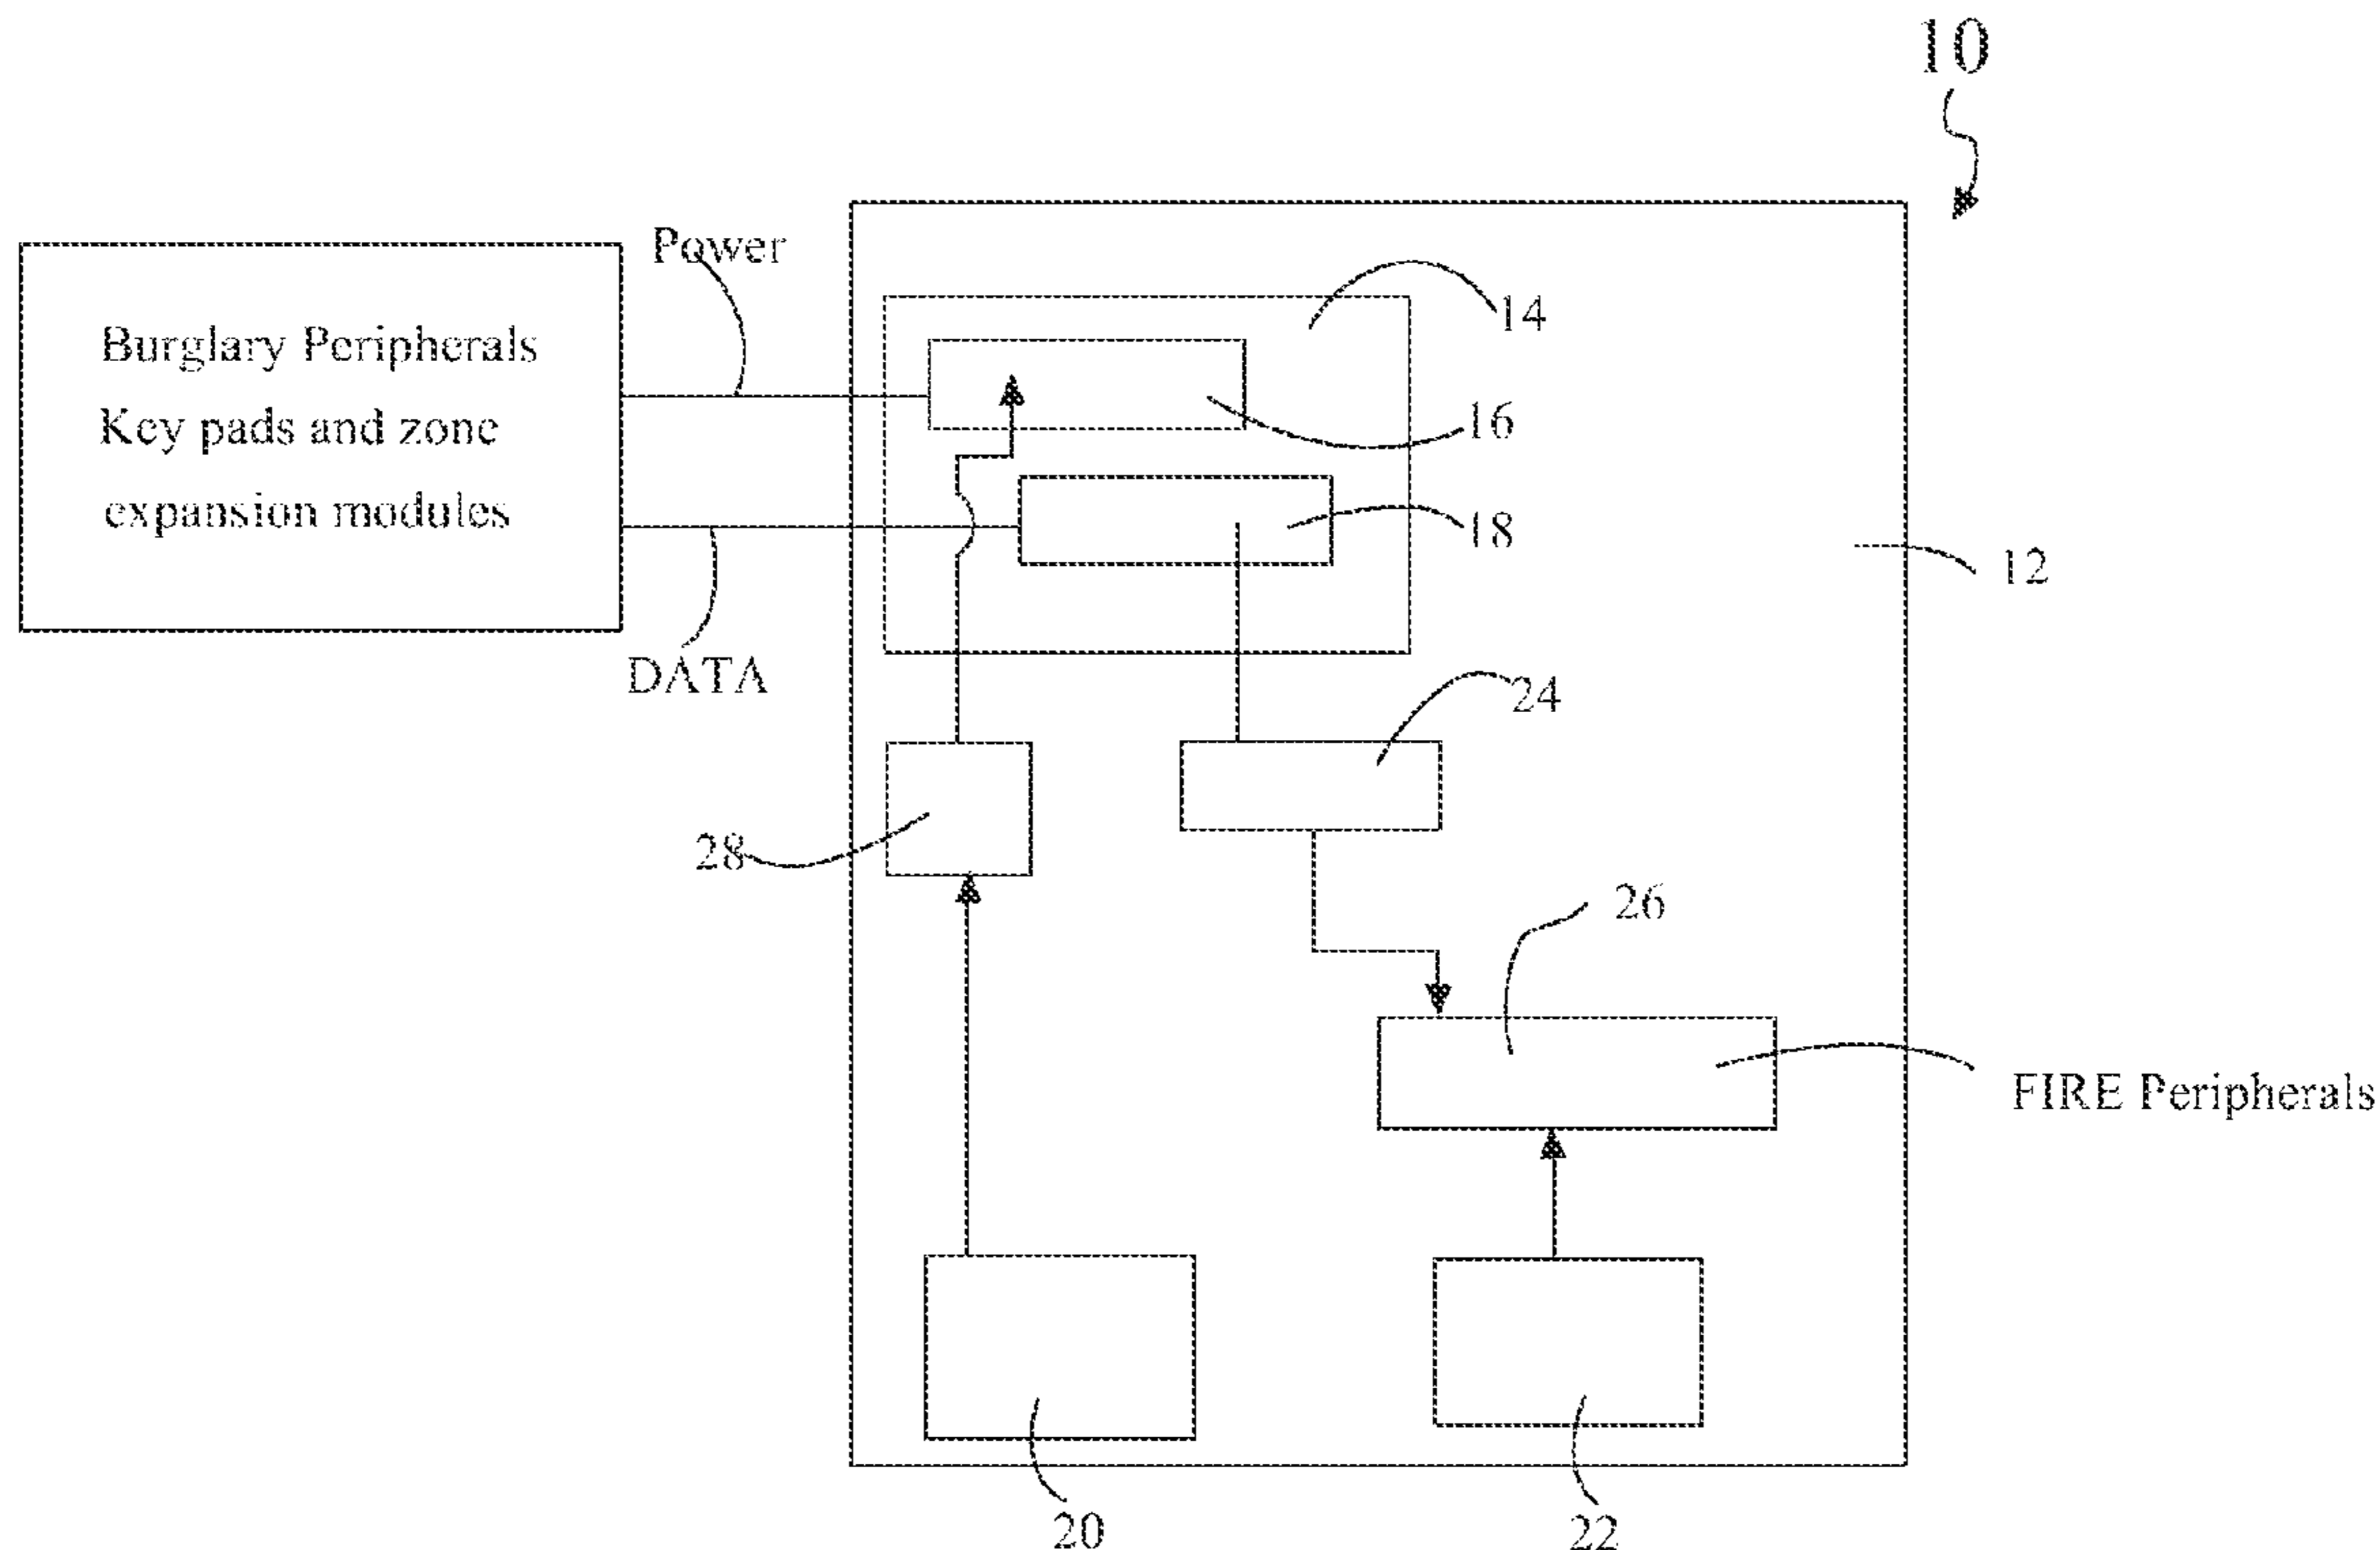 10
Power
Burglary Peripherals
Key pads and zone
expansion modules
14
16
18
12
DATA
24
28
26
FIRE Peripherals
20
22